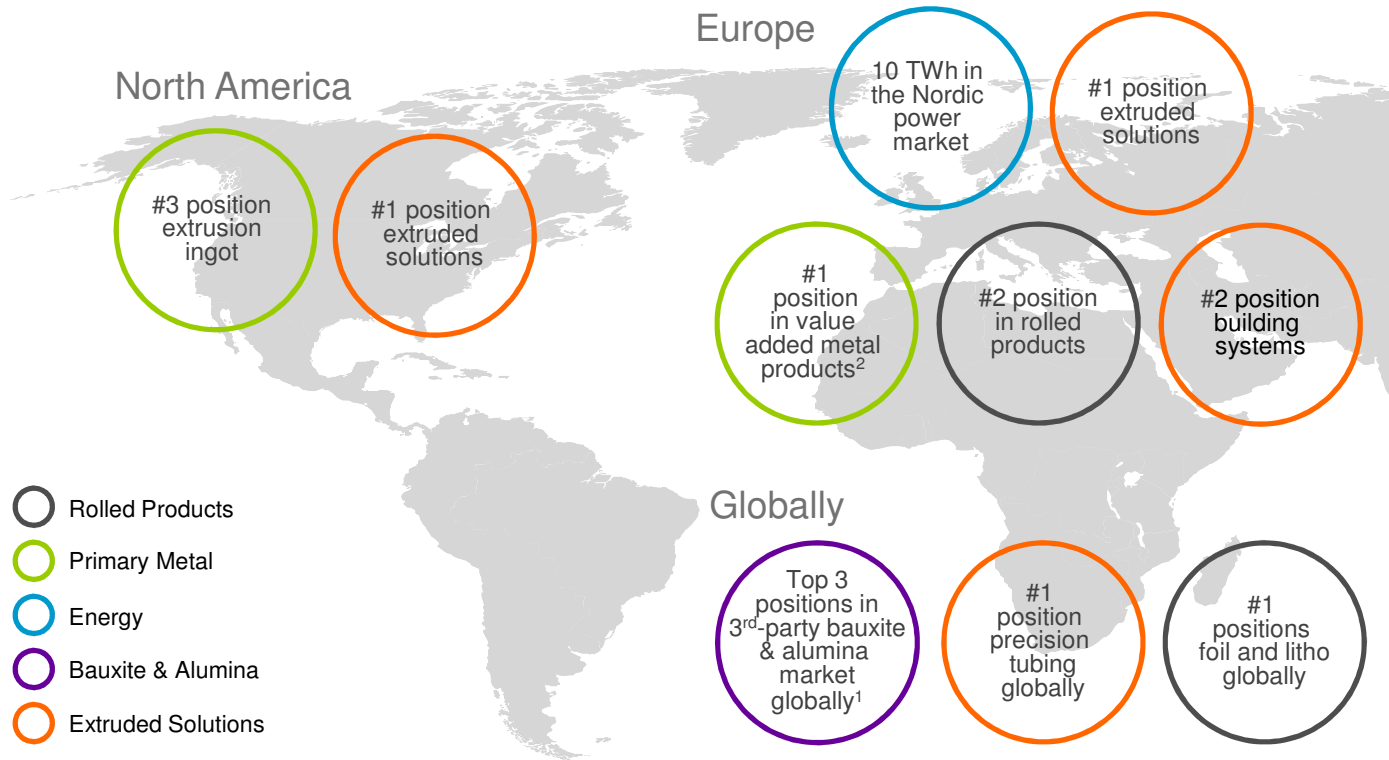 North America
#3 position
extrusion
ingot
#1 position
extruded
solutions
Europe
10 TWh in
the Nordic
power
market
#1 position
extruded
solutions
#1
position
in value
added metal
products²
#2 position
in rolled
products
#2 position
building
systems
Globally
Top 3
positions in
3rd-party bauxite
& alumina
market
globally¹
#1
position
precision
tubing
globally
#1
positions
foil and litho
globally
Rolled Products
Primary Metal
Energy
Bauxite & Alumina
Extruded Solutions